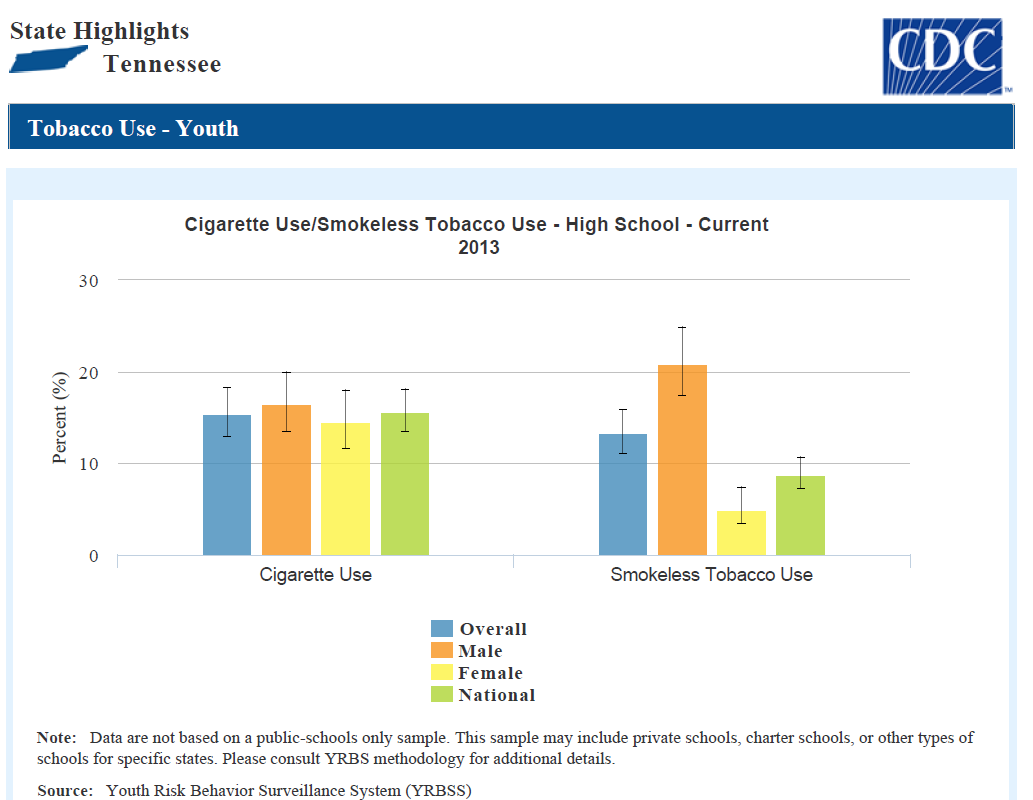 State Highlights
Tennessee
CDC
TM
Tobacco Use - Youth
Cigarette Use/Smokeless Tobacco Use - High School - Current
2013
30
20
10
0
Percent (%)
Cigarette Use
Smokeless Tobacco Use
Overall
Male
Female
National
Note: Data are not based on a public-schools only sample. This sample may include private schools, charter schools, or other types of
schools for specific states. Please consult YRBS methodology for additional details.
Source: Youth Risk Behavior Surveillance System (YRBSS)